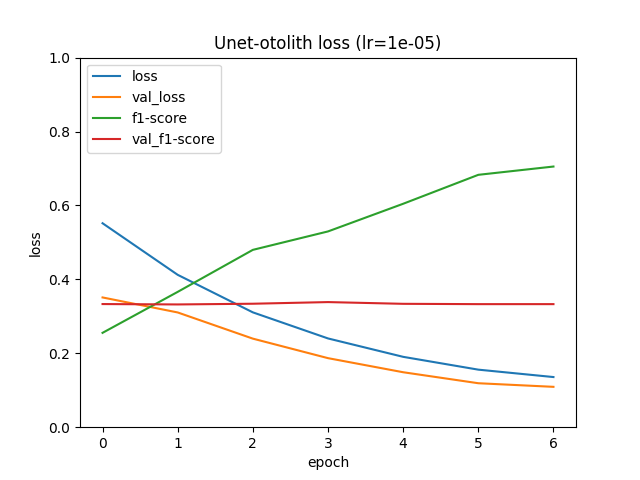 Unet-otolith loss (lr=1e-05)
1.0
0.8
0.6
0.4
0.2
0.0
loss
loss
val_loss
f1-score
val_f1-score
0 1 2 3 4 5 6
epoch